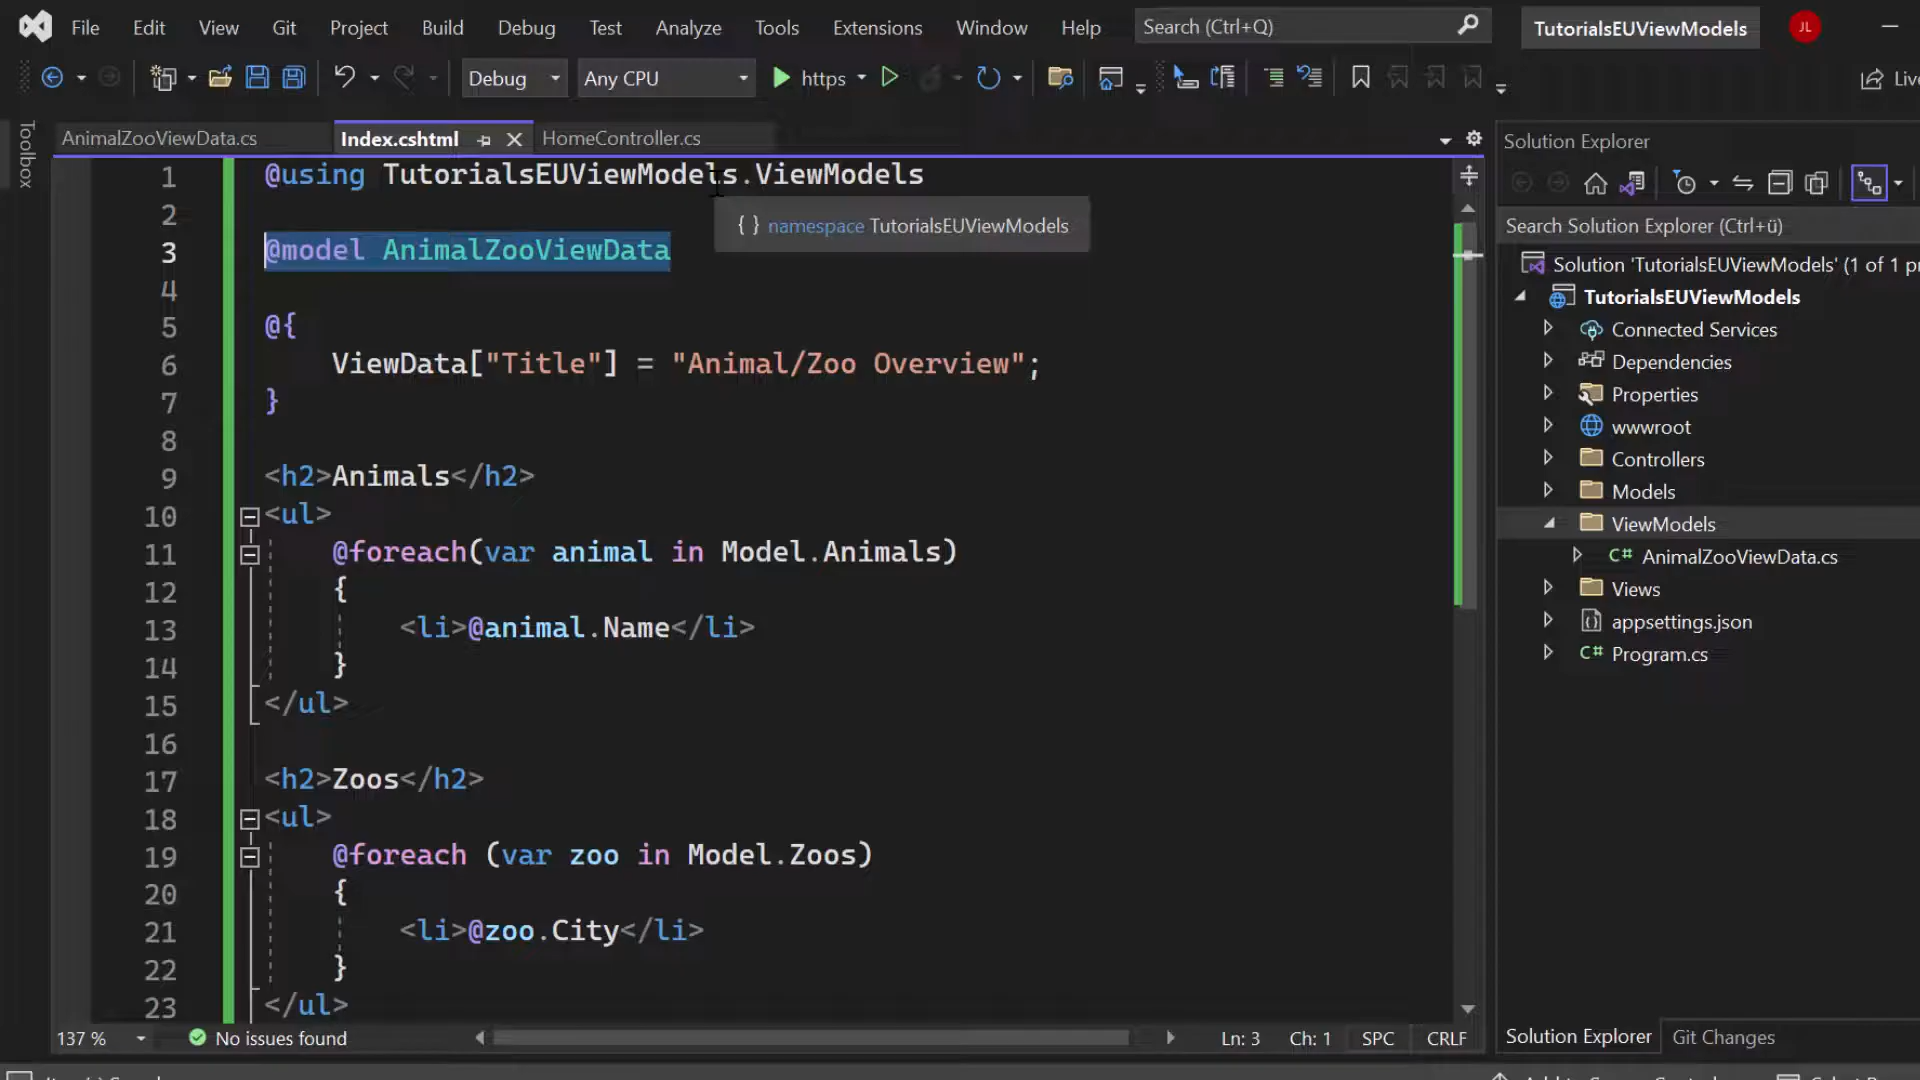 File Edit View Git Project Build Debug Test Analyze Tools Extensions Window Help Search (Ctrl+Q) TutorialsEUViewModels JL
Debug Any CPU https Live
Toolbox
AnimalZooViewData.cs Index.cshtml HomeController.cs
1 @using TutorialsEUViewModels.ViewModels
2
{ } namespace TutorialsEUViewModels
3 @model AnimalZooViewData
4
5 @{
6 ViewData["Title"] = "Animal/Zoo Overview";
7 }
8
9 <h2>Animals</h2>
10 <ul>
11 @foreach(var animal in Model.Animals)
12 {
13 <li>@animal.Name</li>
14 }
15 </ul>
16
17 <h2>Zoos</h2>
18 <ul>
19 @foreach (var zoo in Model.Zoos)
20 {
21 <li>@zoo.City</li>
22 }
23 </ul>
137 % No issues found Ln: 3 Ch: 1 SPC CRLF
Solution Explorer
Search Solution Explorer (Ctrl+ü)
Solution 'TutorialsEUViewModels' (1 of 1 pr
TutorialsEUViewModels
Connected Services
Dependencies
Properties
wwwroot
Controllers
Models
ViewModels
C# AnimalZooViewData.cs
Views
appsettings.json
C# Program.cs
Solution Explorer Git Changes